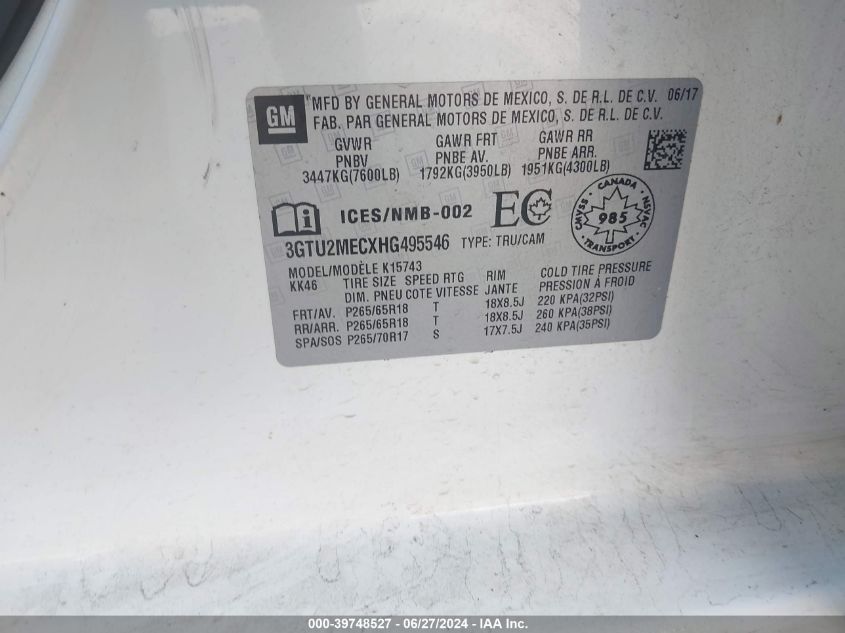 GM
MFD BY GENERAL MOTORS DE MEXICO, S. DE R.L. DE C.V. 06/17
FAB. PAR GENERAL MOTORS DE MEXICO, S. DE R.L. DE C.V.
GVWR GAWR FRT GAWR RR
PNBV PNBE AV. PNBE ARR.
3447KG(7600LB) 1792KG(3950LB) 1951KG(4300LB)
i ICES/NMB-002 EC
CANADA
CMVSS 985 NSVAC
TRANSPORT
3GTU2MECXHG495546 TYPE: TRU/CAM
MODEL/MODÈLE K15743
KK46 TIRE SIZE SPEED RTG RIM COLD TIRE PRESSURE
DIM. PNEU COTE VITESSE JANTE PRESSION À FROID
FRT/AV. P265/65R18 T 18X8.5J 220 KPA(32PSI)
RR/ARR. P265/65R18 T 18X8.5J 260 KPA(38PSI)
SPA/SOS P265/70R17 S 17X7.5J 240 KPA(35PSI)
000-39748527 - 06/27/2024 - IAA Inc.